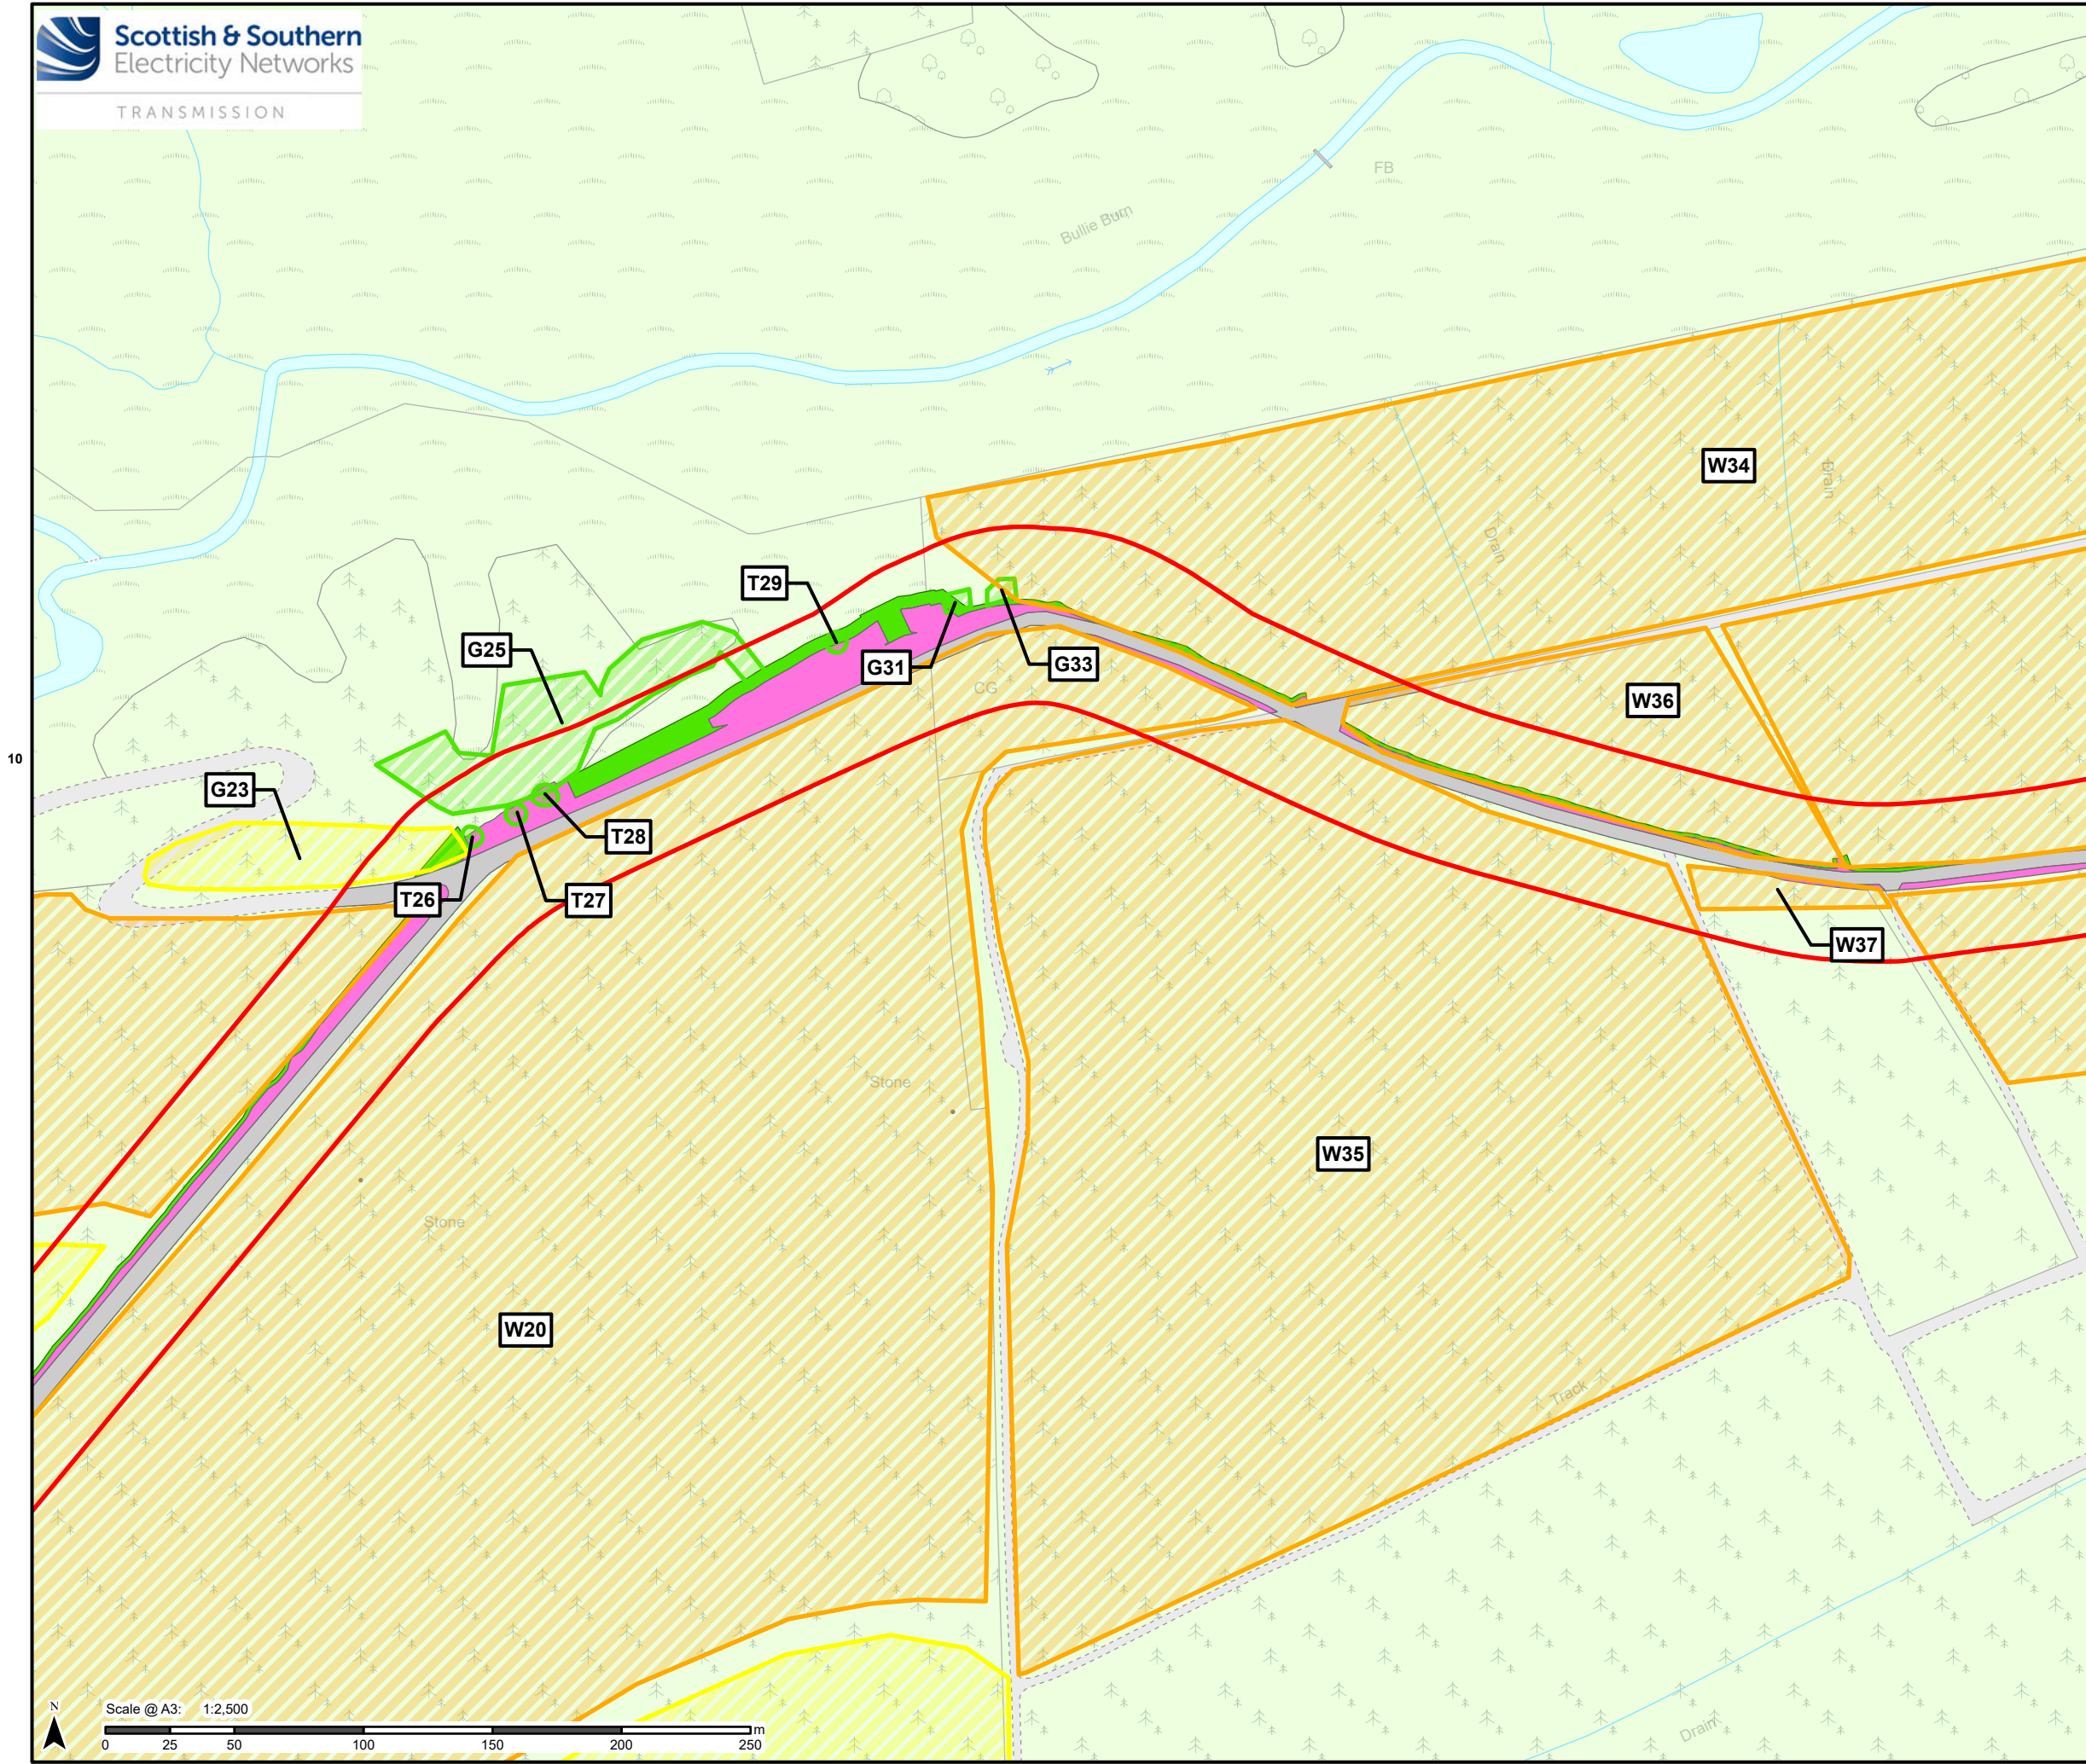 Scottish & Southern
Electricity Networks
TRANSMISSION
FB
Bullie Burn
W34
Drain
Drain
T29
G25
G31
G33
CG
W36
10
G23
T28
T26
T27
W37
Stone
W35
Stone
W20
Track
Drain
N
Scale @ A3: 1:2,500
0 25 50 100 150 200 250 m